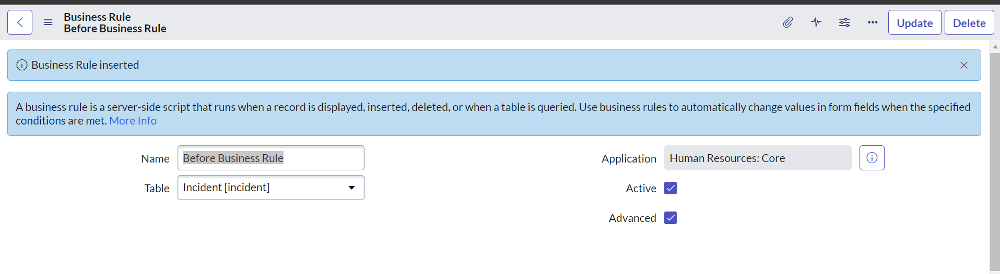 Business Rule
Before Business Rule
Update
Delete
Business Rule inserted
A business rule is a server-side script that runs when a record is displayed, inserted, deleted, or when a table is queried. Use business rules to automatically change values in form fields when the specified
conditions are met. More Info
Name
Before Business Rule
Application
Human Resources: Core
Table
Incident [incident]
Active
Advanced